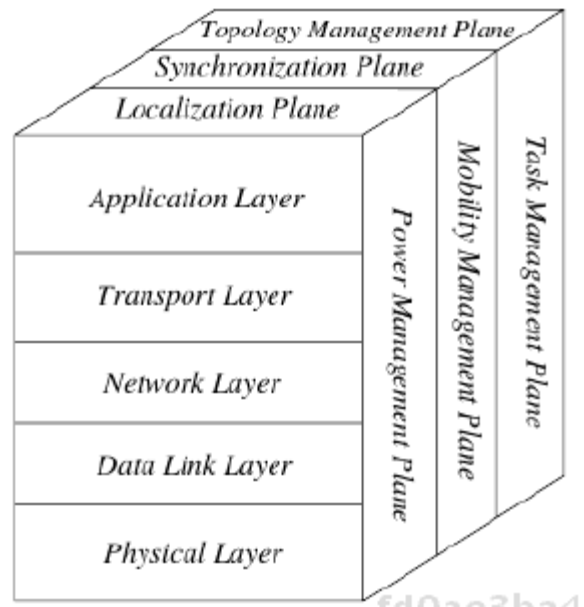 Topology Management Plane
Synchronization Plane
Localization Plane
Application Layer
Transport Layer
Network Layer
Data Link Layer
Physical Layer
Power Management Plane
Mobility Management Plane
Task Management Plane